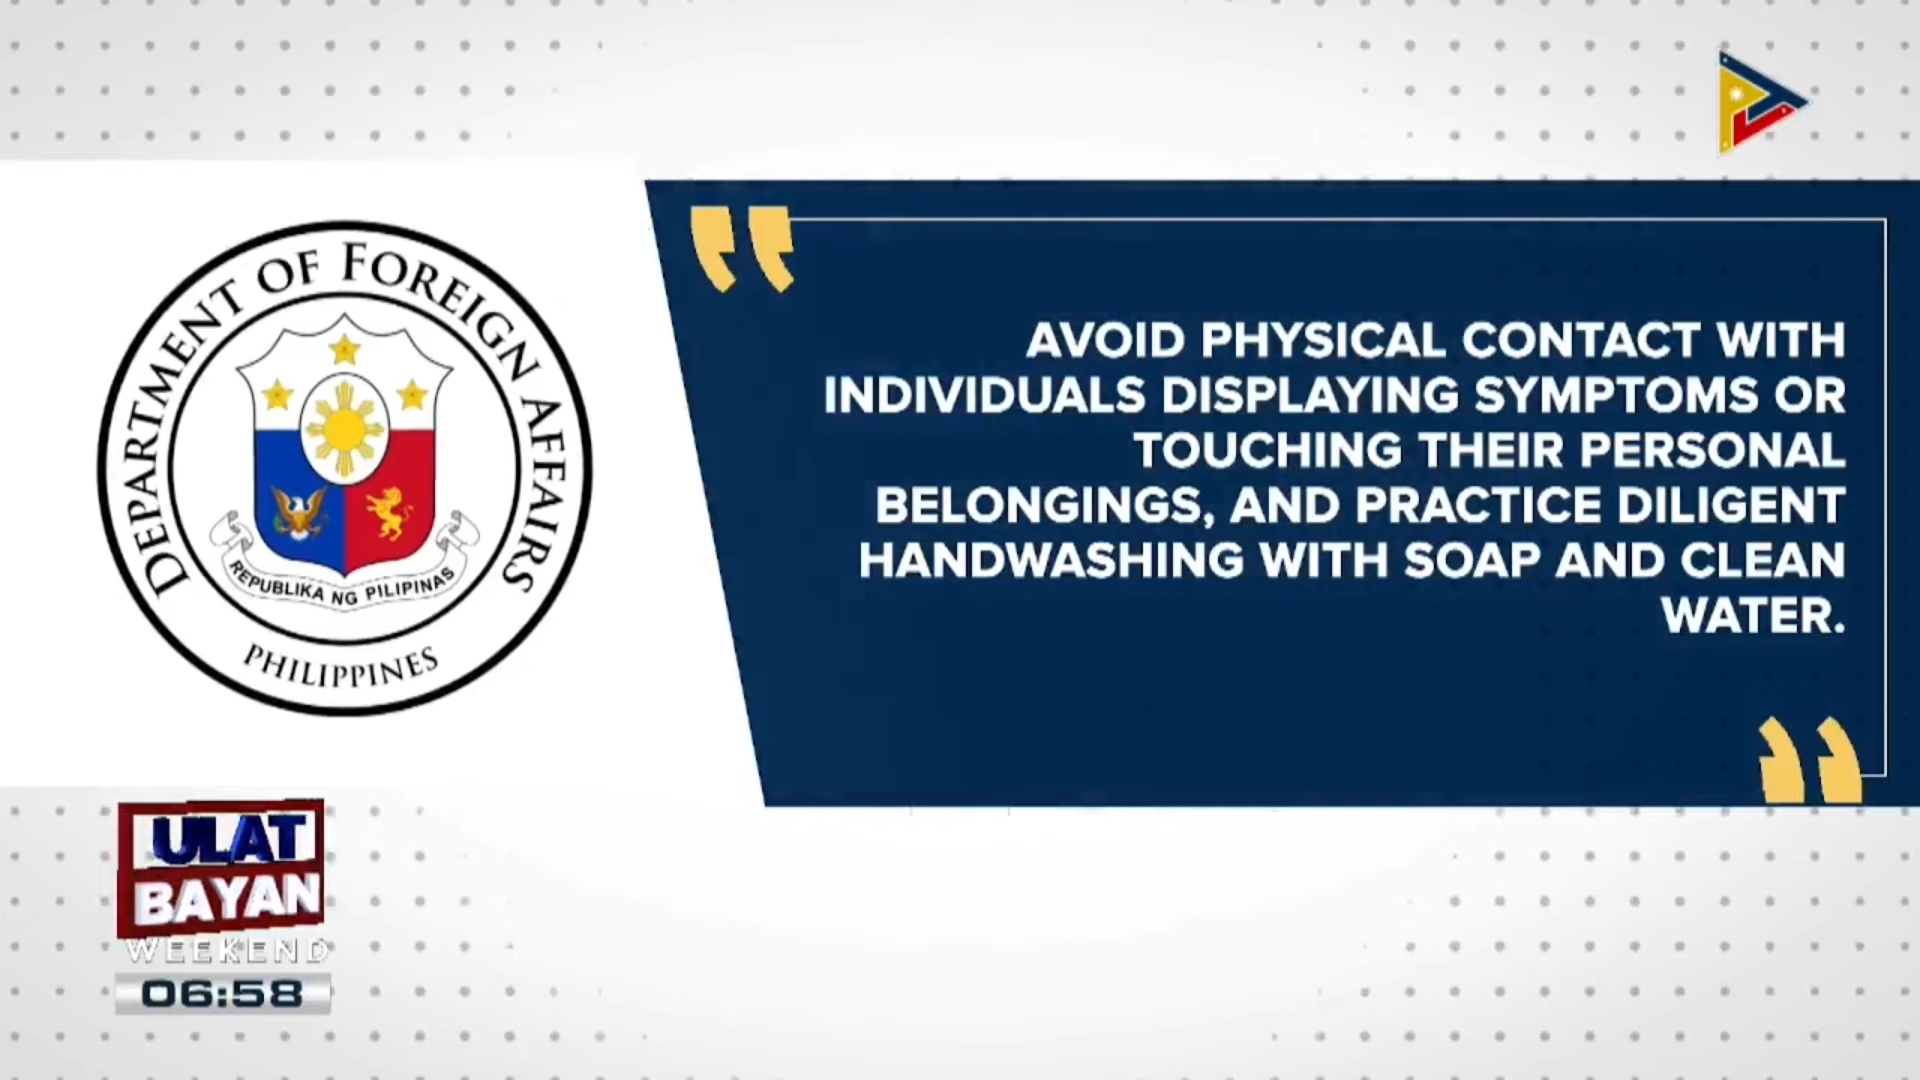 DEPARTMENT OF FOREIGN AFFAIRS
REPUBLIKA NG PILIPINAS
PHILIPPINES
AVOID PHYSICAL CONTACT WITH
INDIVIDUALS DISPLAYING SYMPTOMS OR
TOUCHING THEIR PERSONAL
BELONGINGS, AND PRACTICE DILIGENT
HANDWASHING WITH SOAP AND CLEAN
WATER.
ULAT
BAYAN
WEEKEND
06:58